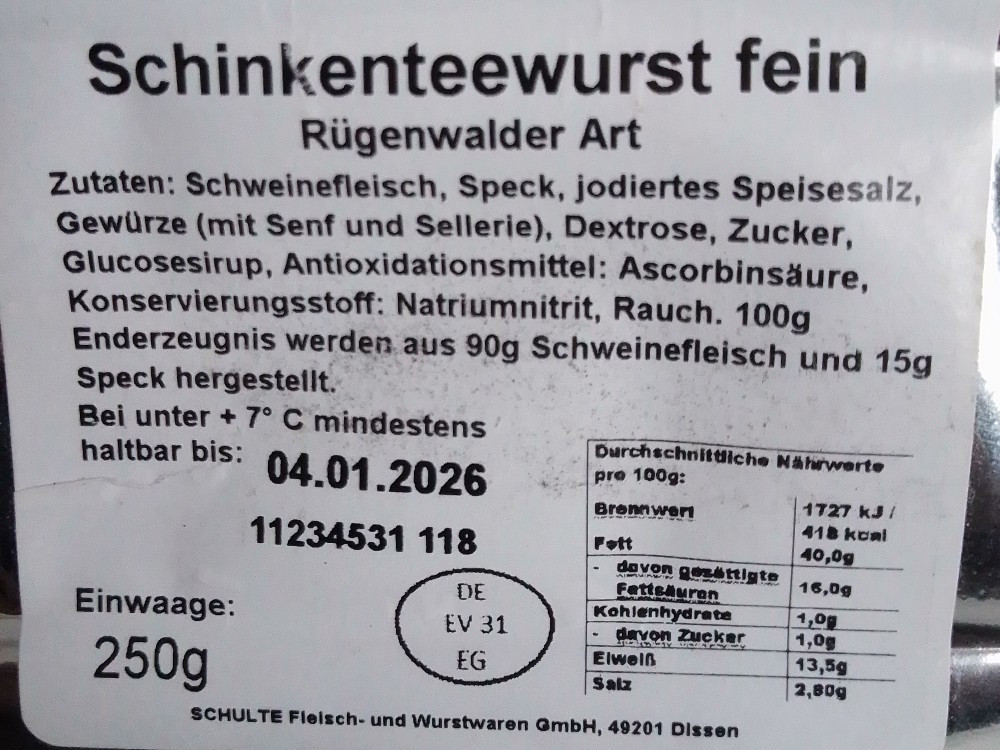 Schinkenteewurst fein
Rügenwalder Art
Zutaten: Schweinefleisch, Speck, jodiertes Speisesalz,
Gewürze (mit Senf und Sellerie), Dextrose, Zucker,
Glucosesirup, Antioxidationsmittel: Ascorbinsäure,
Konservierungsstoff: Natriumnitrit, Rauch. 100g
Enderzeugnis werden aus 90g Schweinefleisch und 15g
Speck hergestellt.
Bei unter + 7° C mindestens
haltbar bis: 04.01.2026
11234531 118
Einwaage:
250g
DE
EV 31
EG
Durchschnittliche Nährwerte
pro 100g:
Brennwert 1727 kJ /
418 kcal
Fett 40,0g
- davon gesättigte
Fettsäuren 16,0g
Kohlenhydrate 1,0g
- davon Zucker 1,0g
Eiweiß 13,5g
Salz 2,80g
SCHULTE Fleisch- und Wurstwaren GmbH, 49201 Dissen